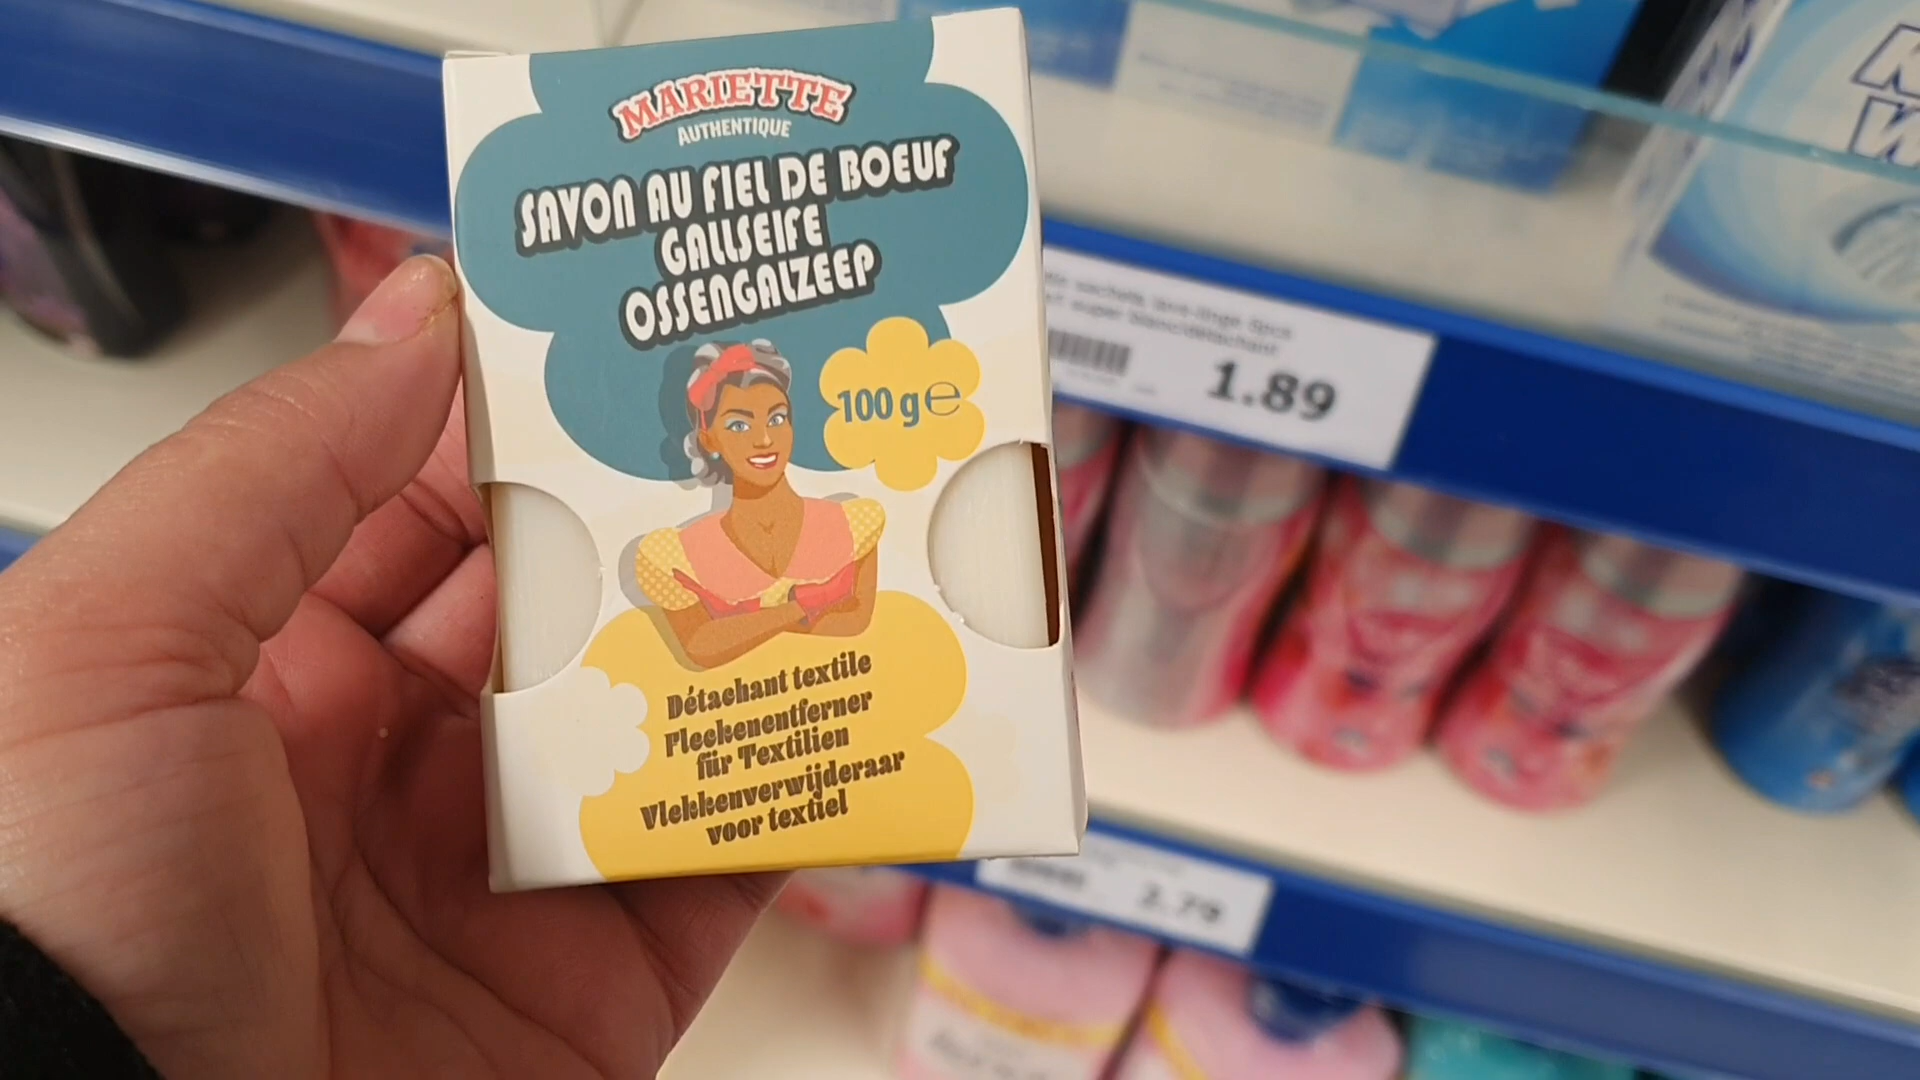 MARIETTE
AUTHENTIQUE
SAVON AU FIEL DE BOEUF
GALLSEIFE
OSSENGALZEEP
100 g e
Détachant textile
Fleckenentferner
für Textilien
Vlekkenverwijderaar
voor textiel
1.89
2.79